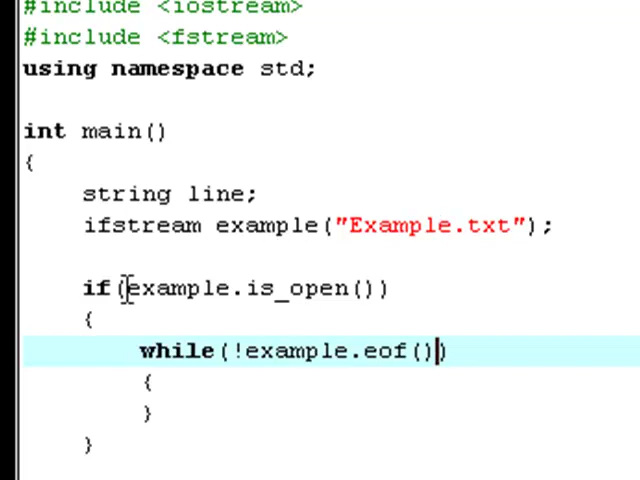 #include <iostream>
#include <fstream>
using namespace std;
int main()
{
string line;
ifstream example("Example.txt");
if(example.is_open())
{
while(!example.eof())
{
}
}